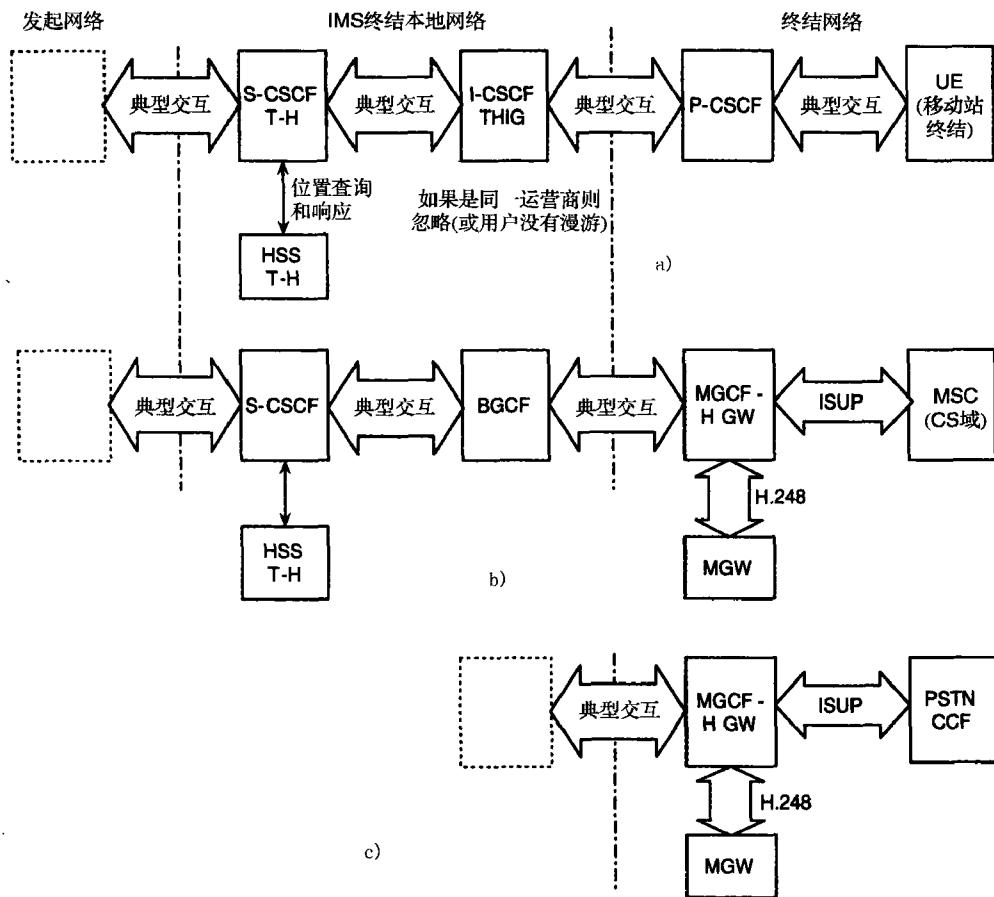 发起网络
IMS终结本地网络
终结网络
典型交互
S-CSCF
T-H
典型交互
I-CSCF
THIG
典型交互
P-CSCF
典型交互
UE
(移动站
终结)
位置查询
和响应
如果是同一运营商则
忽略(或用户没有漫游)
HSS
T-H
a)
典型交互
S-CSCF
典型交互
BGCF
典型交互
MGCF -
H GW
ISUP
MSC
(CS域)
H.248
HSS
T-H
MGW
b)
典型交互
MGCF -
H GW
ISUP
PSTN
CCF
H.248
MGW
c)